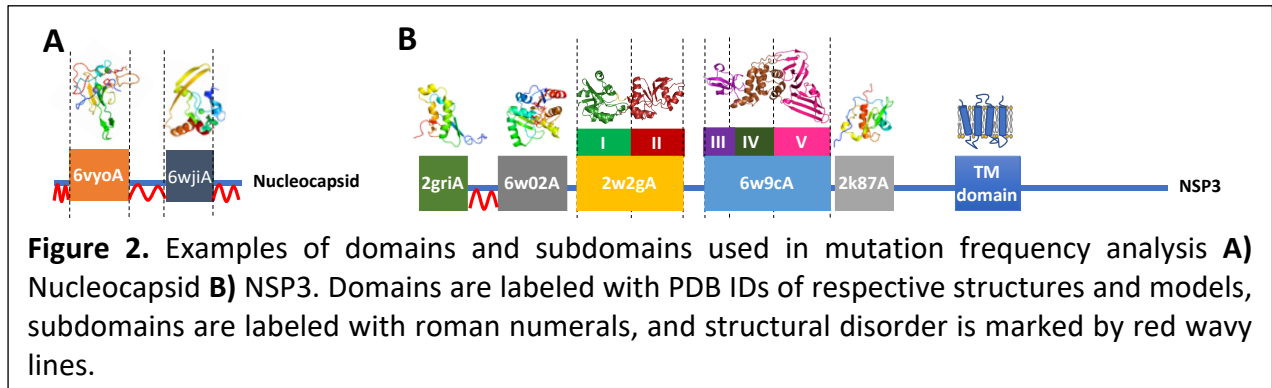 A
B
I
II
III
IV
V
6vyoA
6wjiA
Nucleocapsid
2griA
6w02A
2w2gA
6w9cA
2k87A
TM
domain
NSP3
Figure 2. Examples of domains and subdomains used in mutation frequency analysis A)
Nucleocapsid B) NSP3. Domains are labeled with PDB IDs of respective structures and models,
subdomains are labeled with roman numerals, and structural disorder is marked by red wavy
lines.